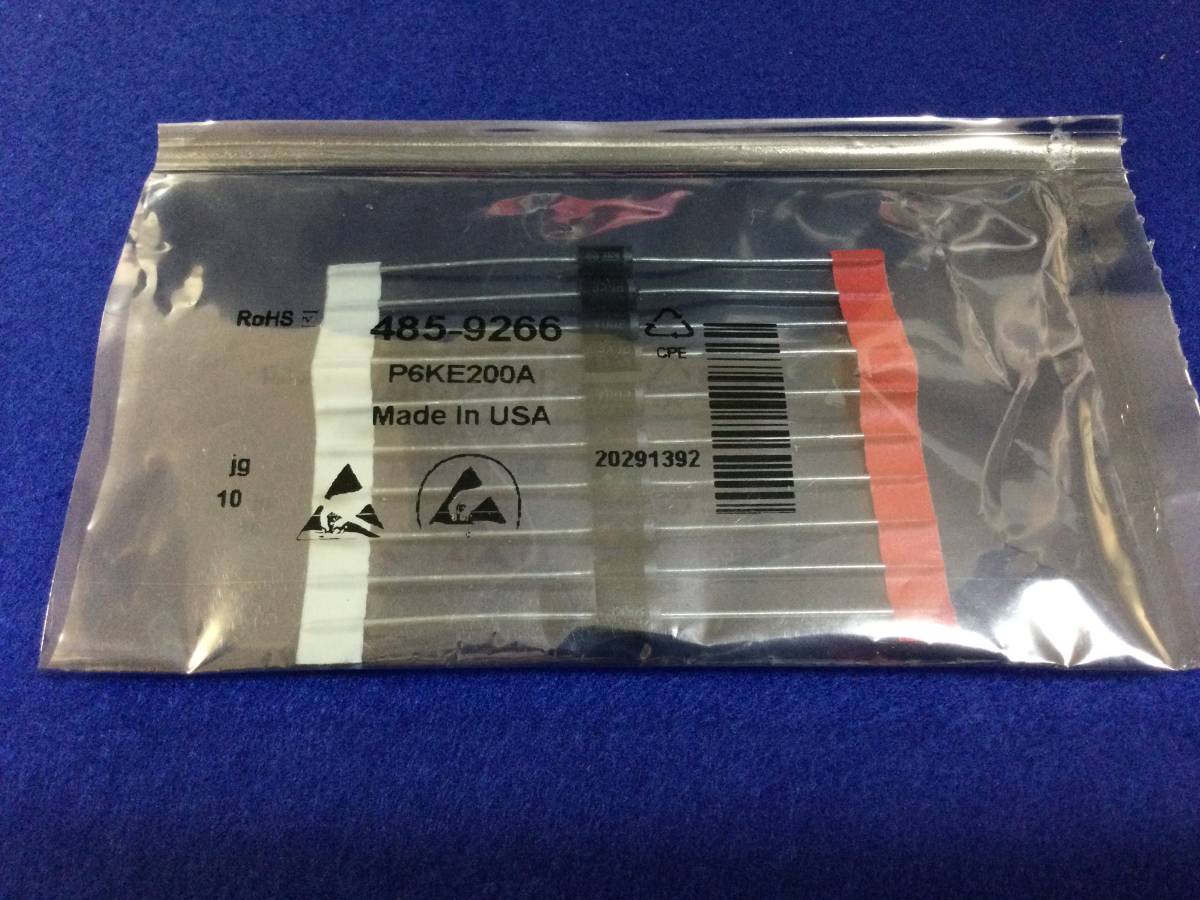 RoHS
485-9266
CPE
P6KE200A
Made In USA
20291392
jg
10